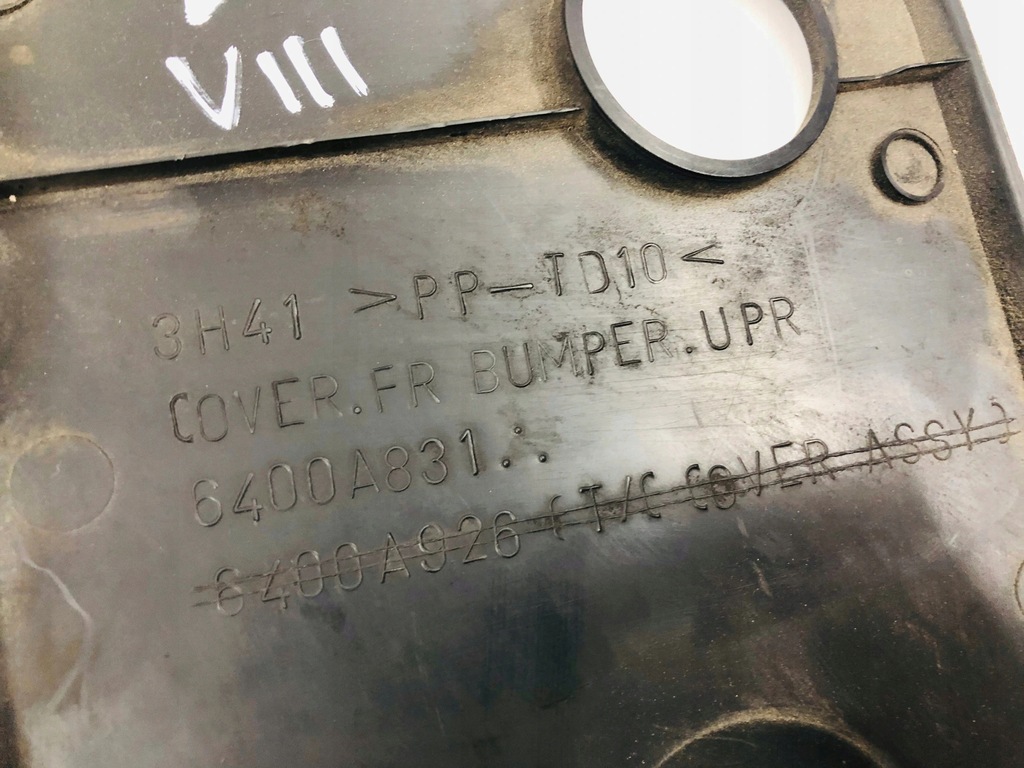 VIII
3H41 >PP-TD10<
COVER.FR BUMPER.UPR
6400A831
6400A926 (T/C COVER ASSY)